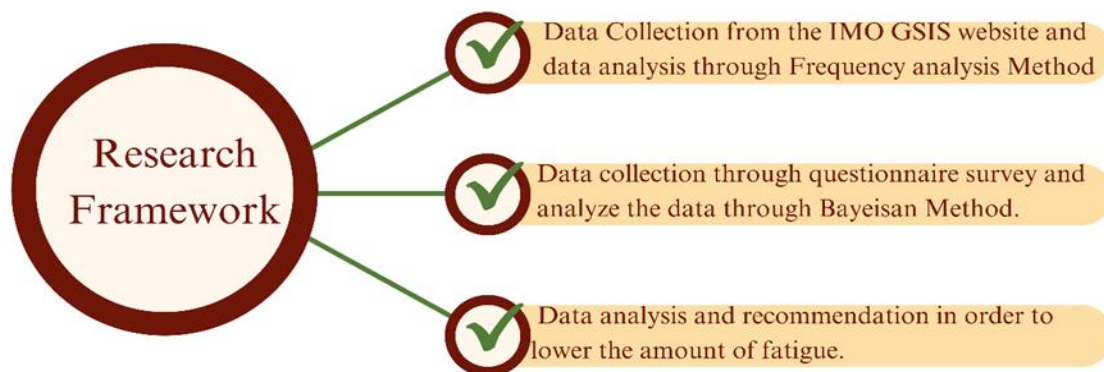 Research
Framework
Data Collection from the IMO GSIS website and
data analysis through Frequency analysis Method
Data collection through questionnaire survey and
analyze the data through Bayeisan Method.
Data analysis and recommendation in order to
lower the amount of fatigue.